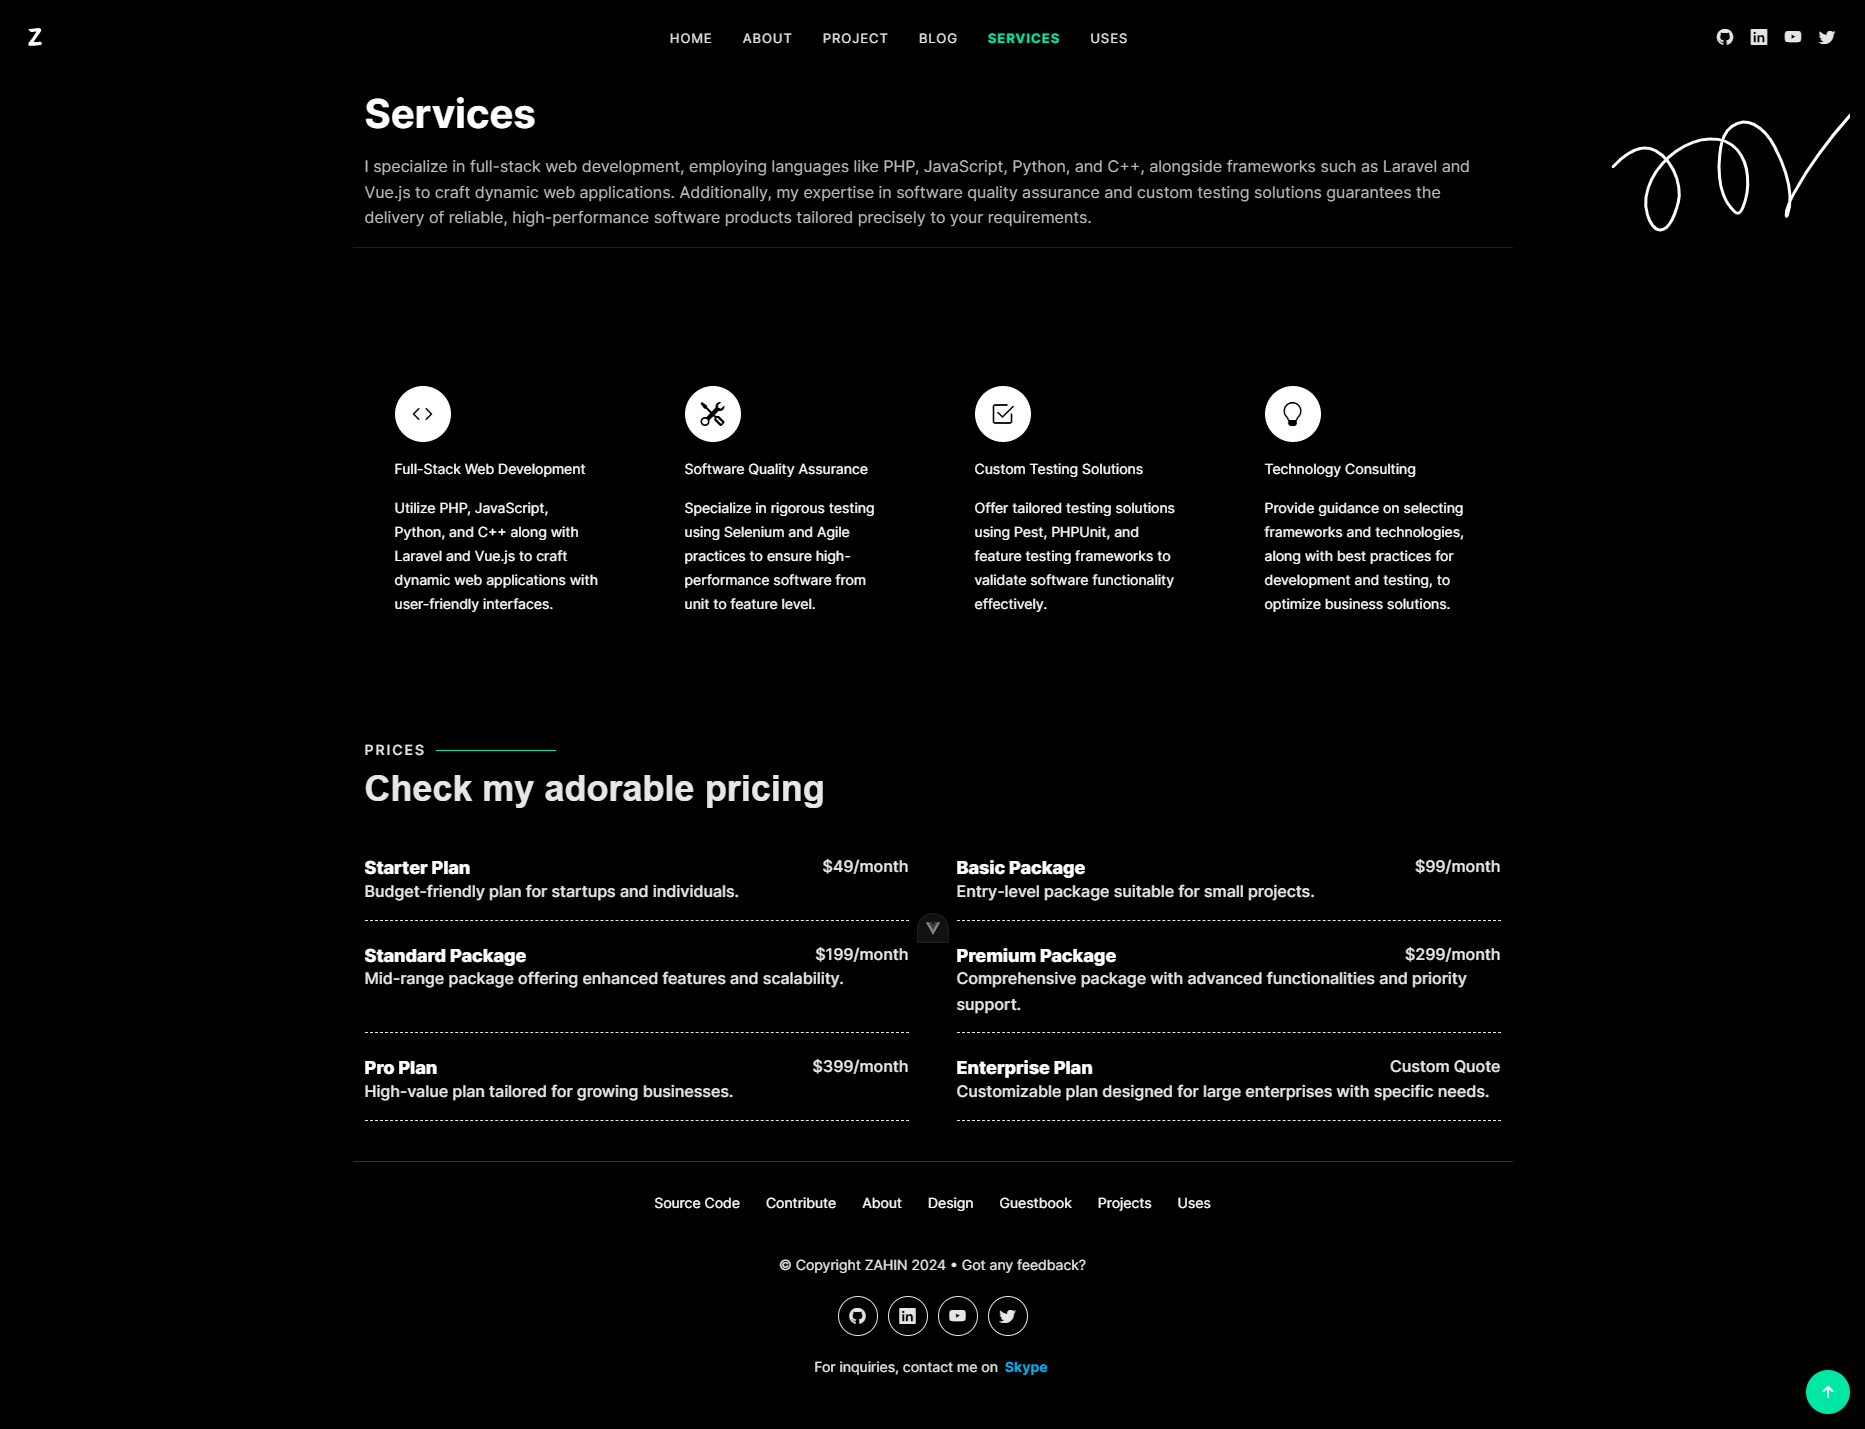 Z
HOME ABOUT PROJECT BLOG SERVICES USES
Services
I specialize in full-stack web development, employing languages like PHP, JavaScript, Python, and C++, alongside frameworks such as Laravel and
Vue.js to craft dynamic web applications. Additionally, my expertise in software quality assurance and custom testing solutions guarantees the
delivery of reliable, high-performance software products tailored precisely to your requirements.
Full-Stack Web Development
Utilize PHP, JavaScript,
Python, and C++ along with
Laravel and Vue.js to craft
dynamic web applications with
user-friendly interfaces.
Software Quality Assurance
Specialize in rigorous testing
using Selenium and Agile
practices to ensure high-
performance software from
unit to feature level.
Custom Testing Solutions
Offer tailored testing solutions
using Pest, PHPUnit, and
feature testing frameworks to
validate software functionality
effectively.
Technology Consulting
Provide guidance on selecting
frameworks and technologies,
along with best practices for
development and testing, to
optimize business solutions.
PRICES
Check my adorable pricing
Starter Plan $49/month
Budget-friendly plan for startups and individuals.
Basic Package $99/month
Entry-level package suitable for small projects.
Standard Package $199/month
Mid-range package offering enhanced features and scalability.
Premium Package $299/month
Comprehensive package with advanced functionalities and priority
support.
Pro Plan $399/month
High-value plan tailored for growing businesses.
Enterprise Plan Custom Quote
Customizable plan designed for large enterprises with specific needs.
Source Code Contribute About Design Guestbook Projects Uses
© Copyright ZAHIN 2024 • Got any feedback?
For inquiries, contact me on Skype